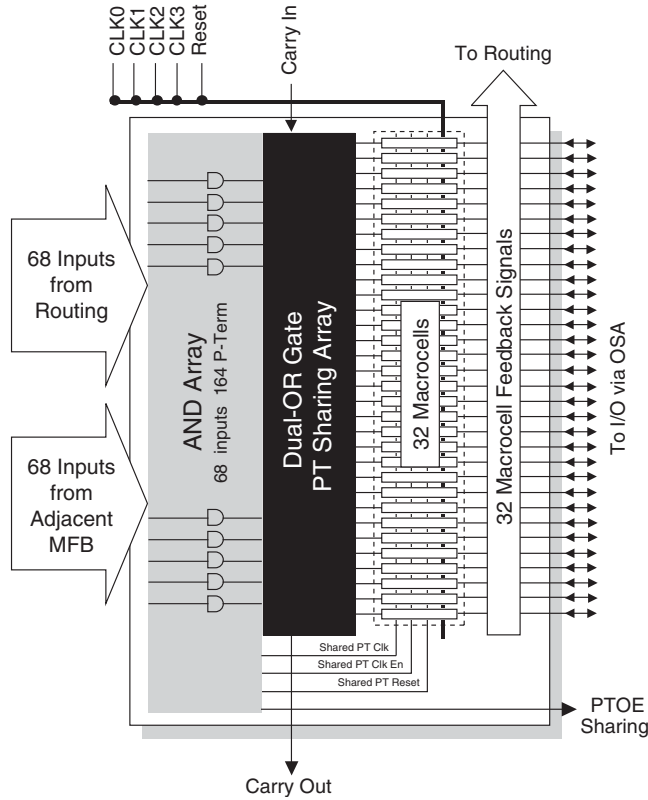 CLK0
CLK1
CLK2
CLK3
Reset
Carry In
To Routing
68 Inputs
from
Routing
68 Inputs
from
Adjacent
MFB
AND Array
68 inputs 164 P-Term
Dual-OR Gate
PT Sharing Array
32 Macrocells
32 Macrocell Feedback Signals
To I/O via OSA
Shared PT Clk
Shared PT Clk En
Shared PT Reset
PTOE
Sharing
Carry Out